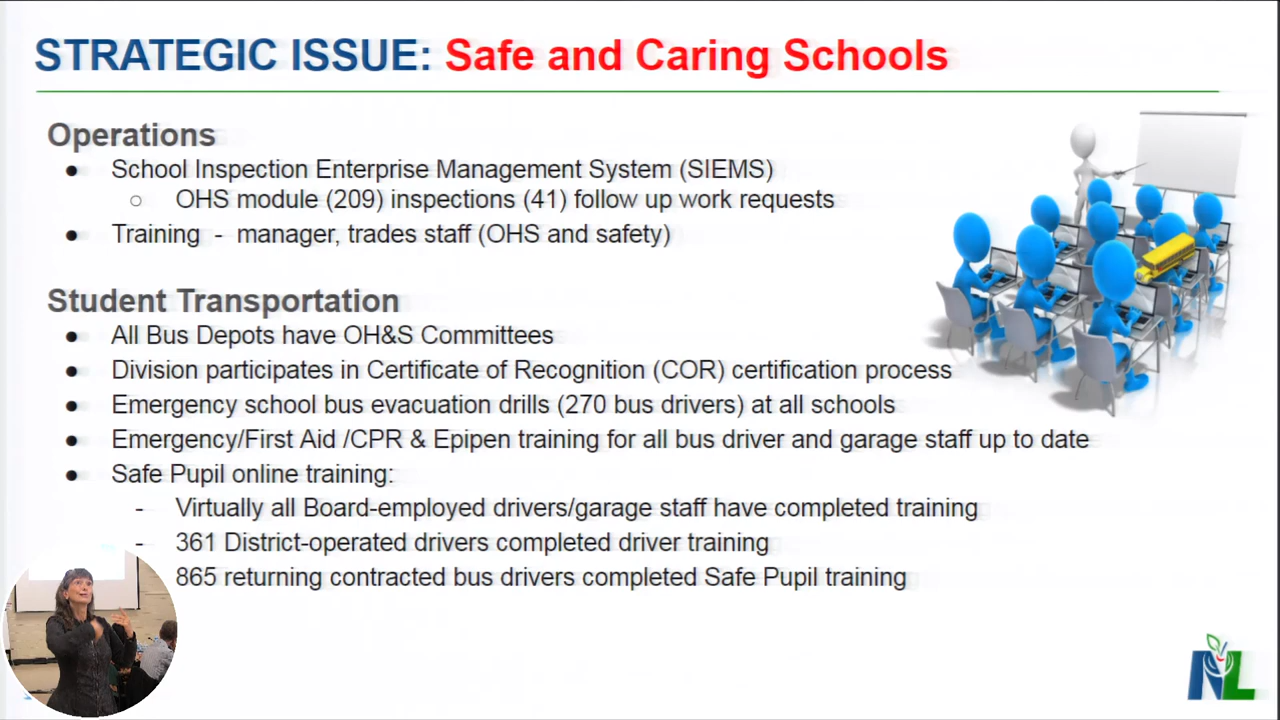 STRATEGIC ISSUE: Safe and Caring Schools
Operations
● School Inspection Enterprise Management System (SIEMS)
○ OHS module (209) inspections (41) follow up work requests
● Training - manager, trades staff (OHS and safety)
Student Transportation
● All Bus Depots have OH&S Committees
● Division participates in Certificate of Recognition (COR) certification process
● Emergency school bus evacuation drills (270 bus drivers) at all schools
● Emergency/First Aid /CPR & Epipen training for all bus driver and garage staff up to date
● Safe Pupil online training:
- Virtually all Board-employed drivers/garage staff have completed training
- 361 District-operated drivers completed driver training
865 returning contracted bus drivers completed Safe Pupil training
NL